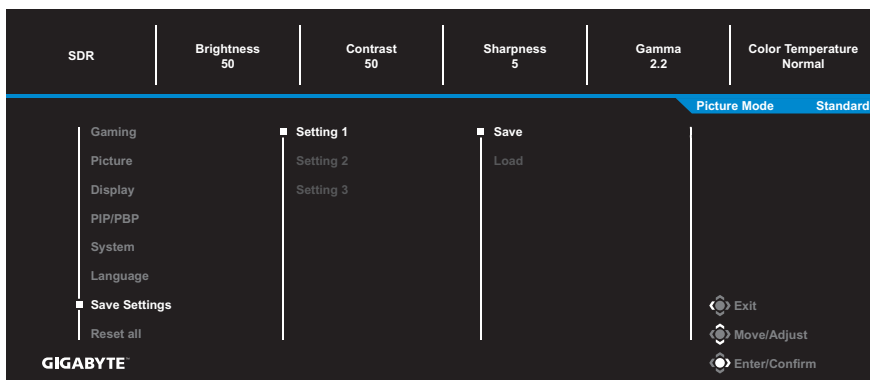 SDR
Brightness
50
Contrast
50
Sharpness
5
Gamma
2.2
Color Temperature
Normal
Picture Mode Standard
Gaming
Picture
Display
PIP/PBP
System
Language
Save Settings
Reset all
Setting 1
Setting 2
Setting 3
Save
Load
Exit
Move/Adjust
Enter/Confirm
GIGABYTE™